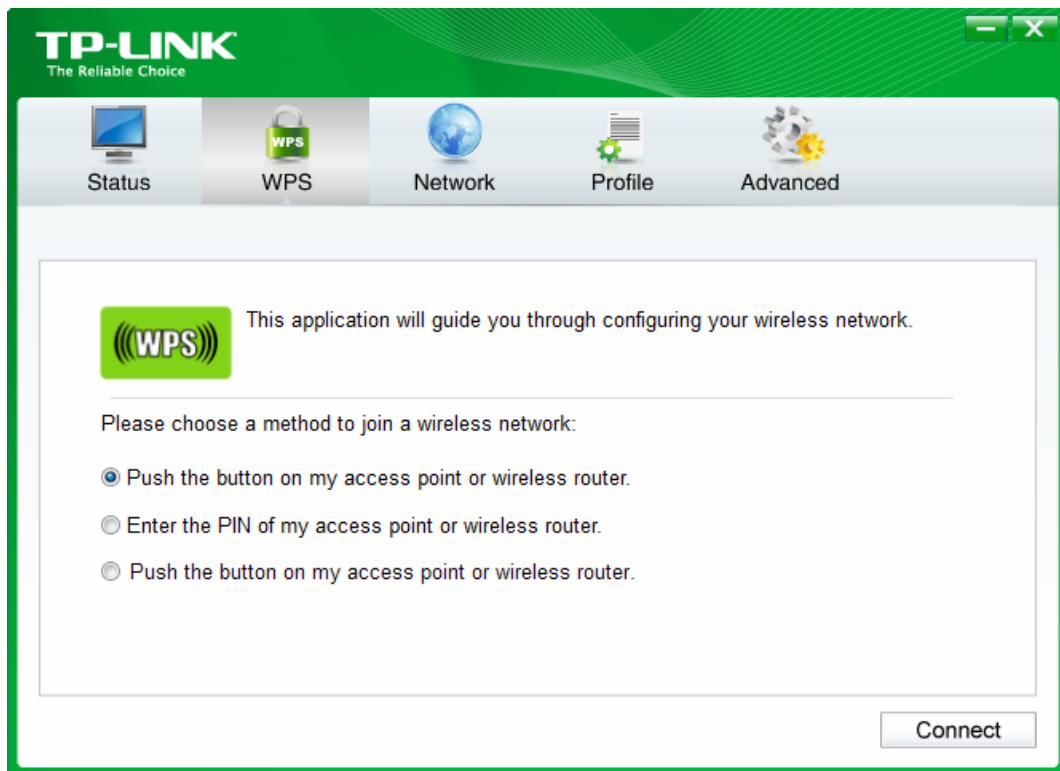 TP-LINK
The Reliable Choice
Status
WPS
WPS
Network
Profile
Advanced
WPS
This application will guide you through configuring your wireless network.
Please choose a method to join a wireless network:
Push the button on my access point or wireless router.
Enter the PIN of my access point or wireless router.
Push the button on my access point or wireless router.
Connect